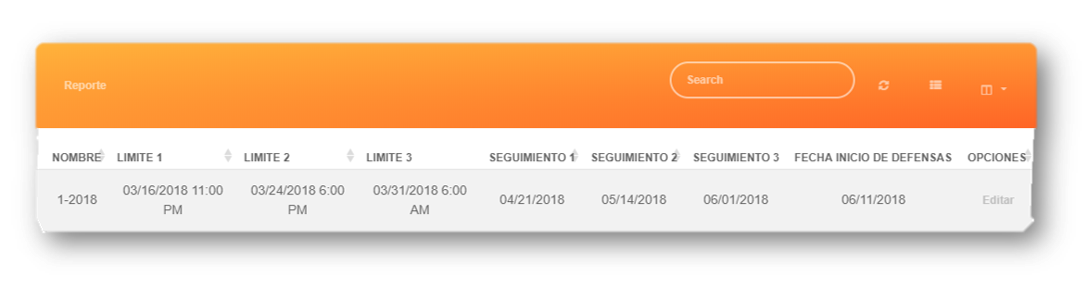 Reporte
Search
NOMBRE LIMITE 1 LIMITE 2 LIMITE 3 SEGUIMIENTO 1 SEGUIMIENTO 2 SEGUIMIENTO 3 FECHA INICIO DE DEFENSAS OPCIONES
1-2018 03/16/2018 11:00 PM 03/24/2018 6:00 PM 03/31/2018 6:00 AM 04/21/2018 05/14/2018 06/01/2018 06/11/2018 Editar